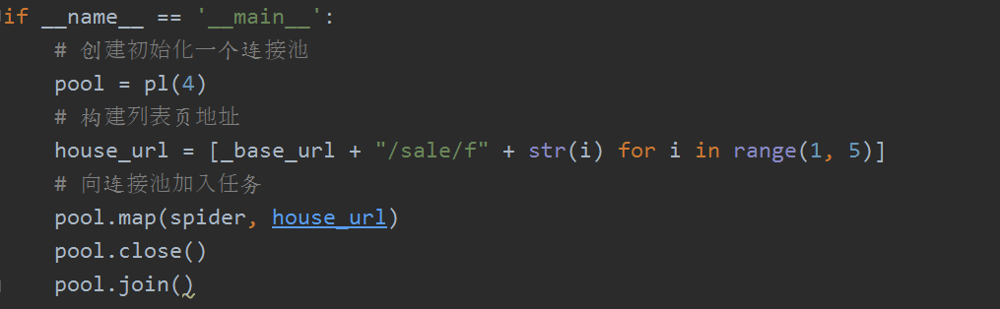 if __name__ == '__main__':
    # 创建初始化一个连接池
    pool = pl(4)
    # 构建列表页地址
    house_url = [_base_url + "/sale/f" + str(i) for i in range(1, 5)]
    # 向连接池加入任务
    pool.map(spider, house_url)
    pool.close()
    pool.join()